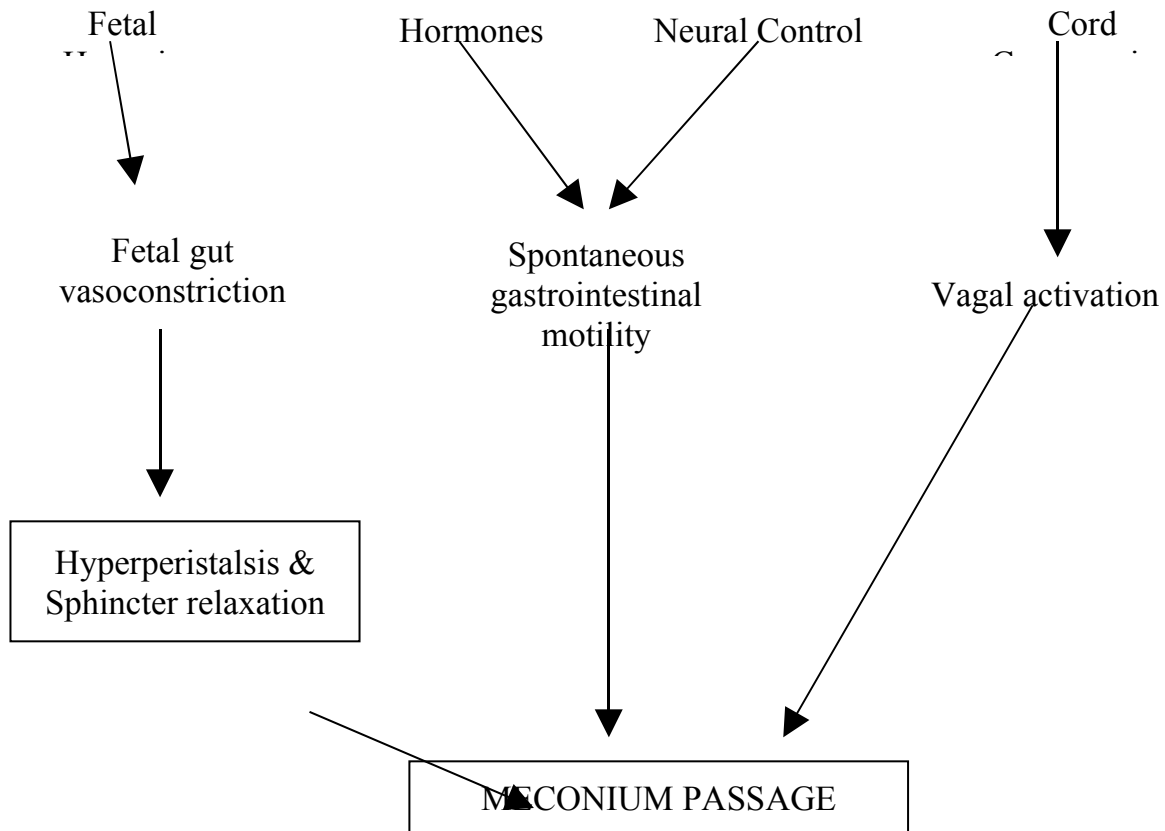 Fetal
Hormones
Neural Control
Cord
Fetal gut
vasoconstriction
Spontaneous
gastrointestinal
motility
Vagal activation
Hyperperistalsis &
Sphincter relaxation
MECONIUM PASSAGE